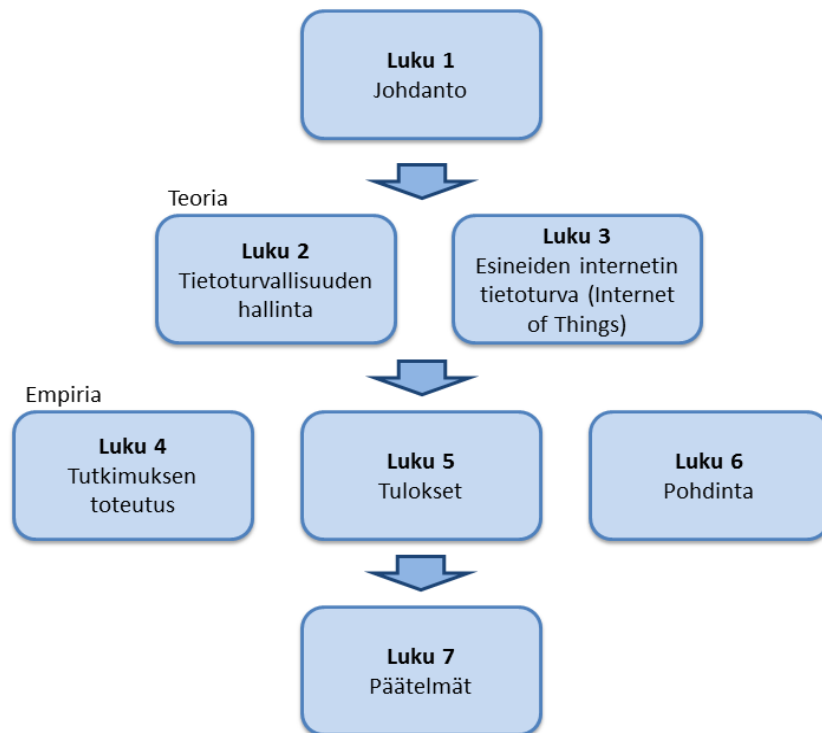 Luku 1
Johdanto
Teoria
Luku 2
Tietoturvallisuuden
hallinta
Luku 3
Esineiden internetin
tietoturva (Internet
of Things)
Empiria
Luku 4
Tutkimuksen
toteutus
Luku 5
Tulokset
Luku 6
Pohdinta
Luku 7
Päätelmät